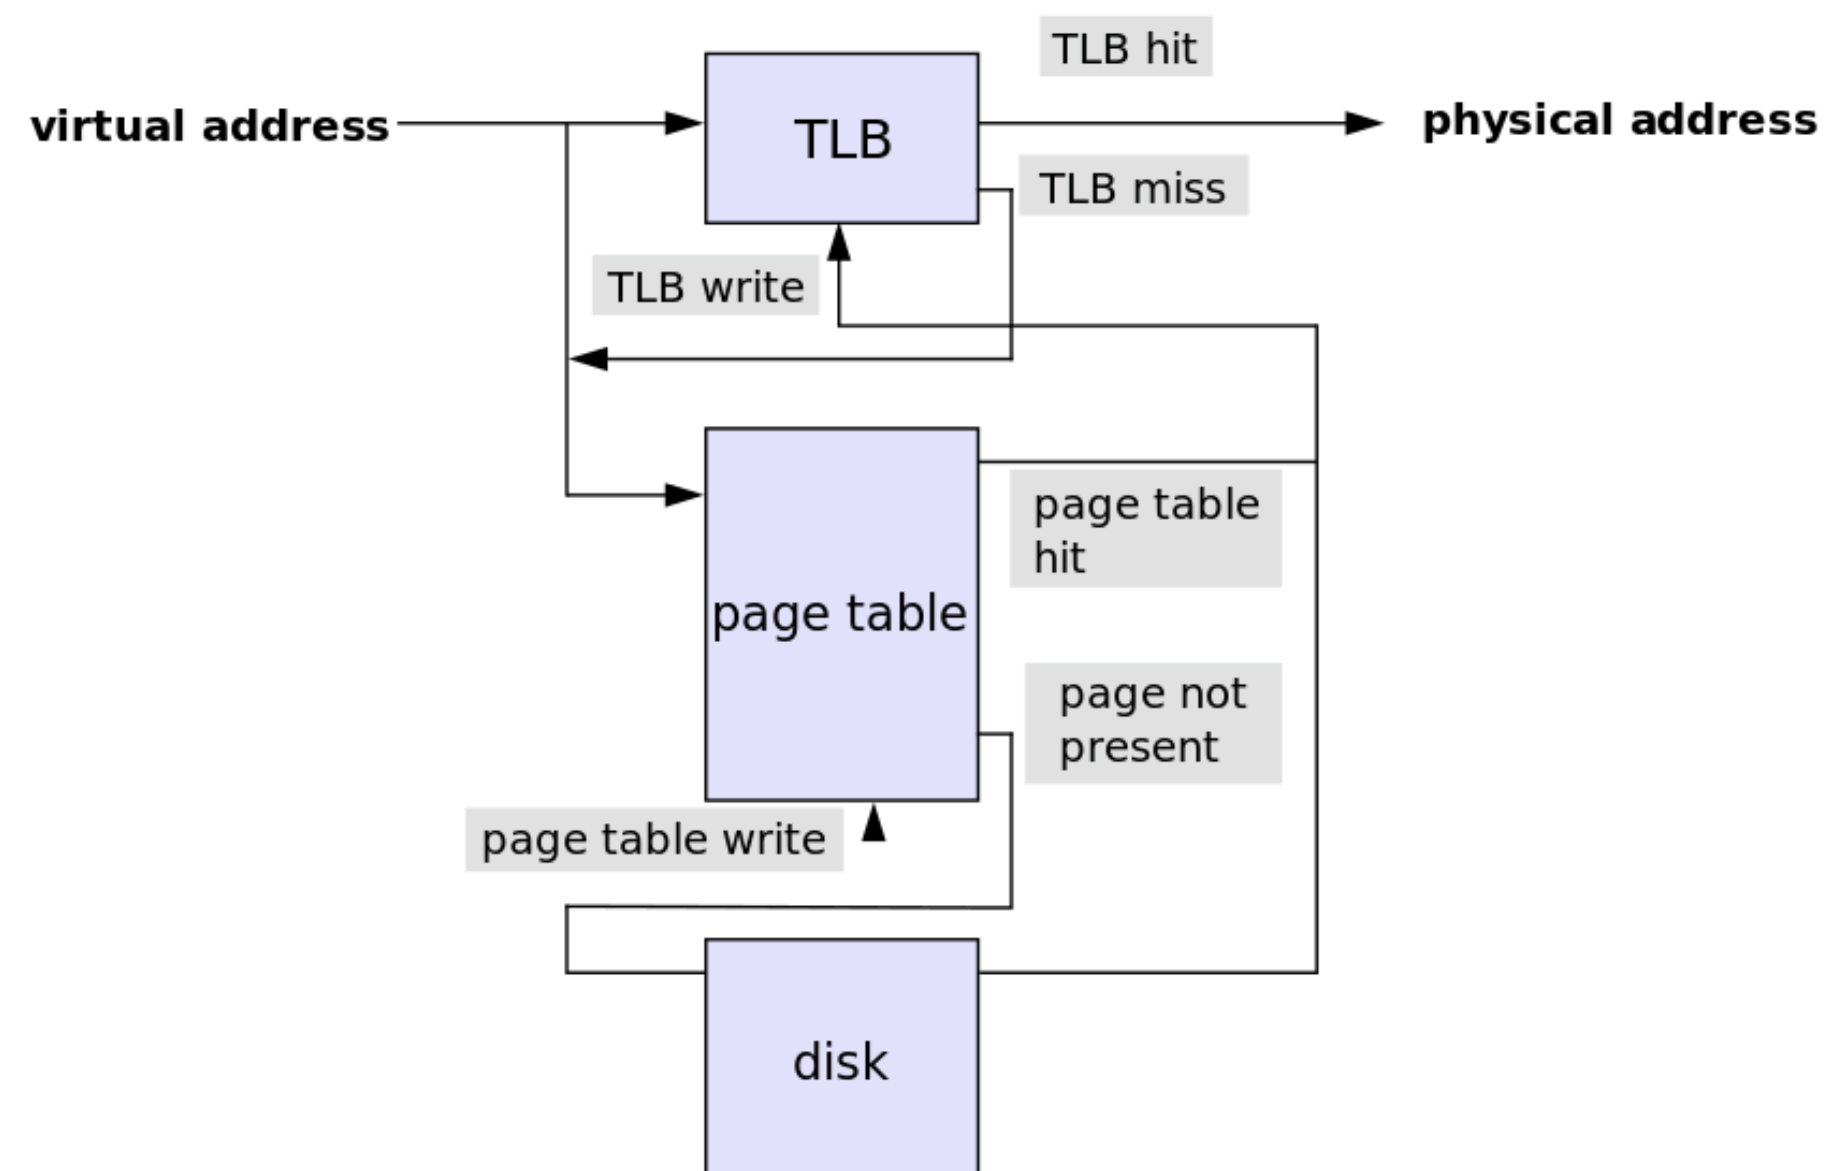 TLB hit
virtual address
TLB
physical address
TLB miss
TLB write
page table
hit
page table
page not
present
page table write
disk